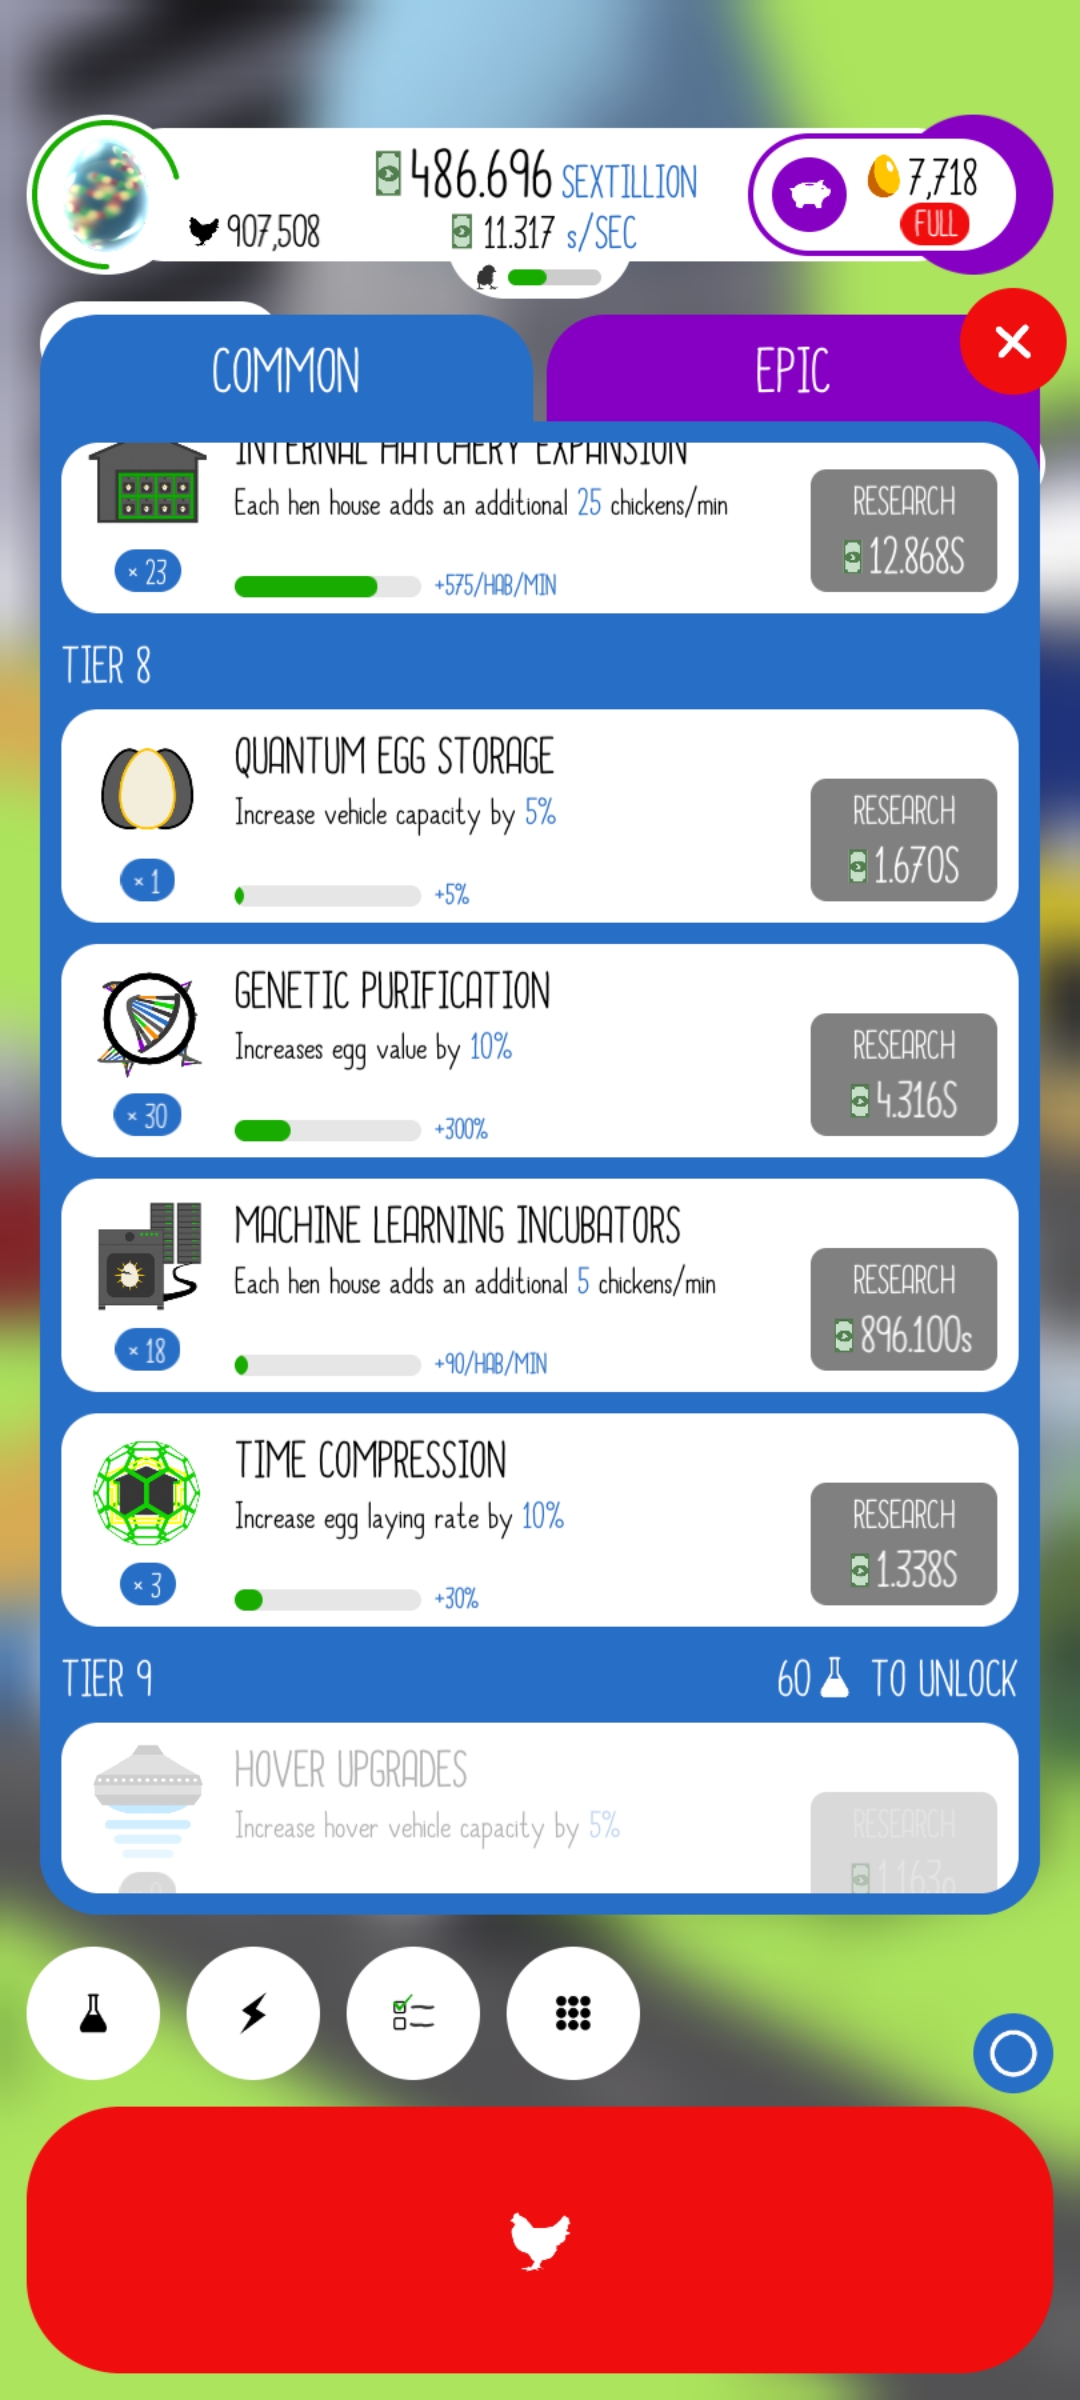 486.696 SEXTILLION
907,508
11.317 s/SEC
7,718
FULL
COMMON
EPIC
INTERNAL HATCHERY EXPANSION
Each hen house adds an additional 25 chickens/min
× 23
+575/HAB/MIN
RESEARCH
12.868S
TIER 8
QUANTUM EGG STORAGE
Increase vehicle capacity by 5%
× 1
+5%
RESEARCH
1.670S
GENETIC PURIFICATION
Increases egg value by 10%
× 30
+300%
RESEARCH
4.316S
MACHINE LEARNING INCUBATORS
Each hen house adds an additional 5 chickens/min
× 18
+90/HAB/MIN
RESEARCH
896.100s
TIME COMPRESSION
Increase egg laying rate by 10%
× 3
+30%
RESEARCH
1.338S
TIER 9
60 TO UNLOCK
HOVER UPGRADES
Increase hover vehicle capacity by 5%
RESEARCH